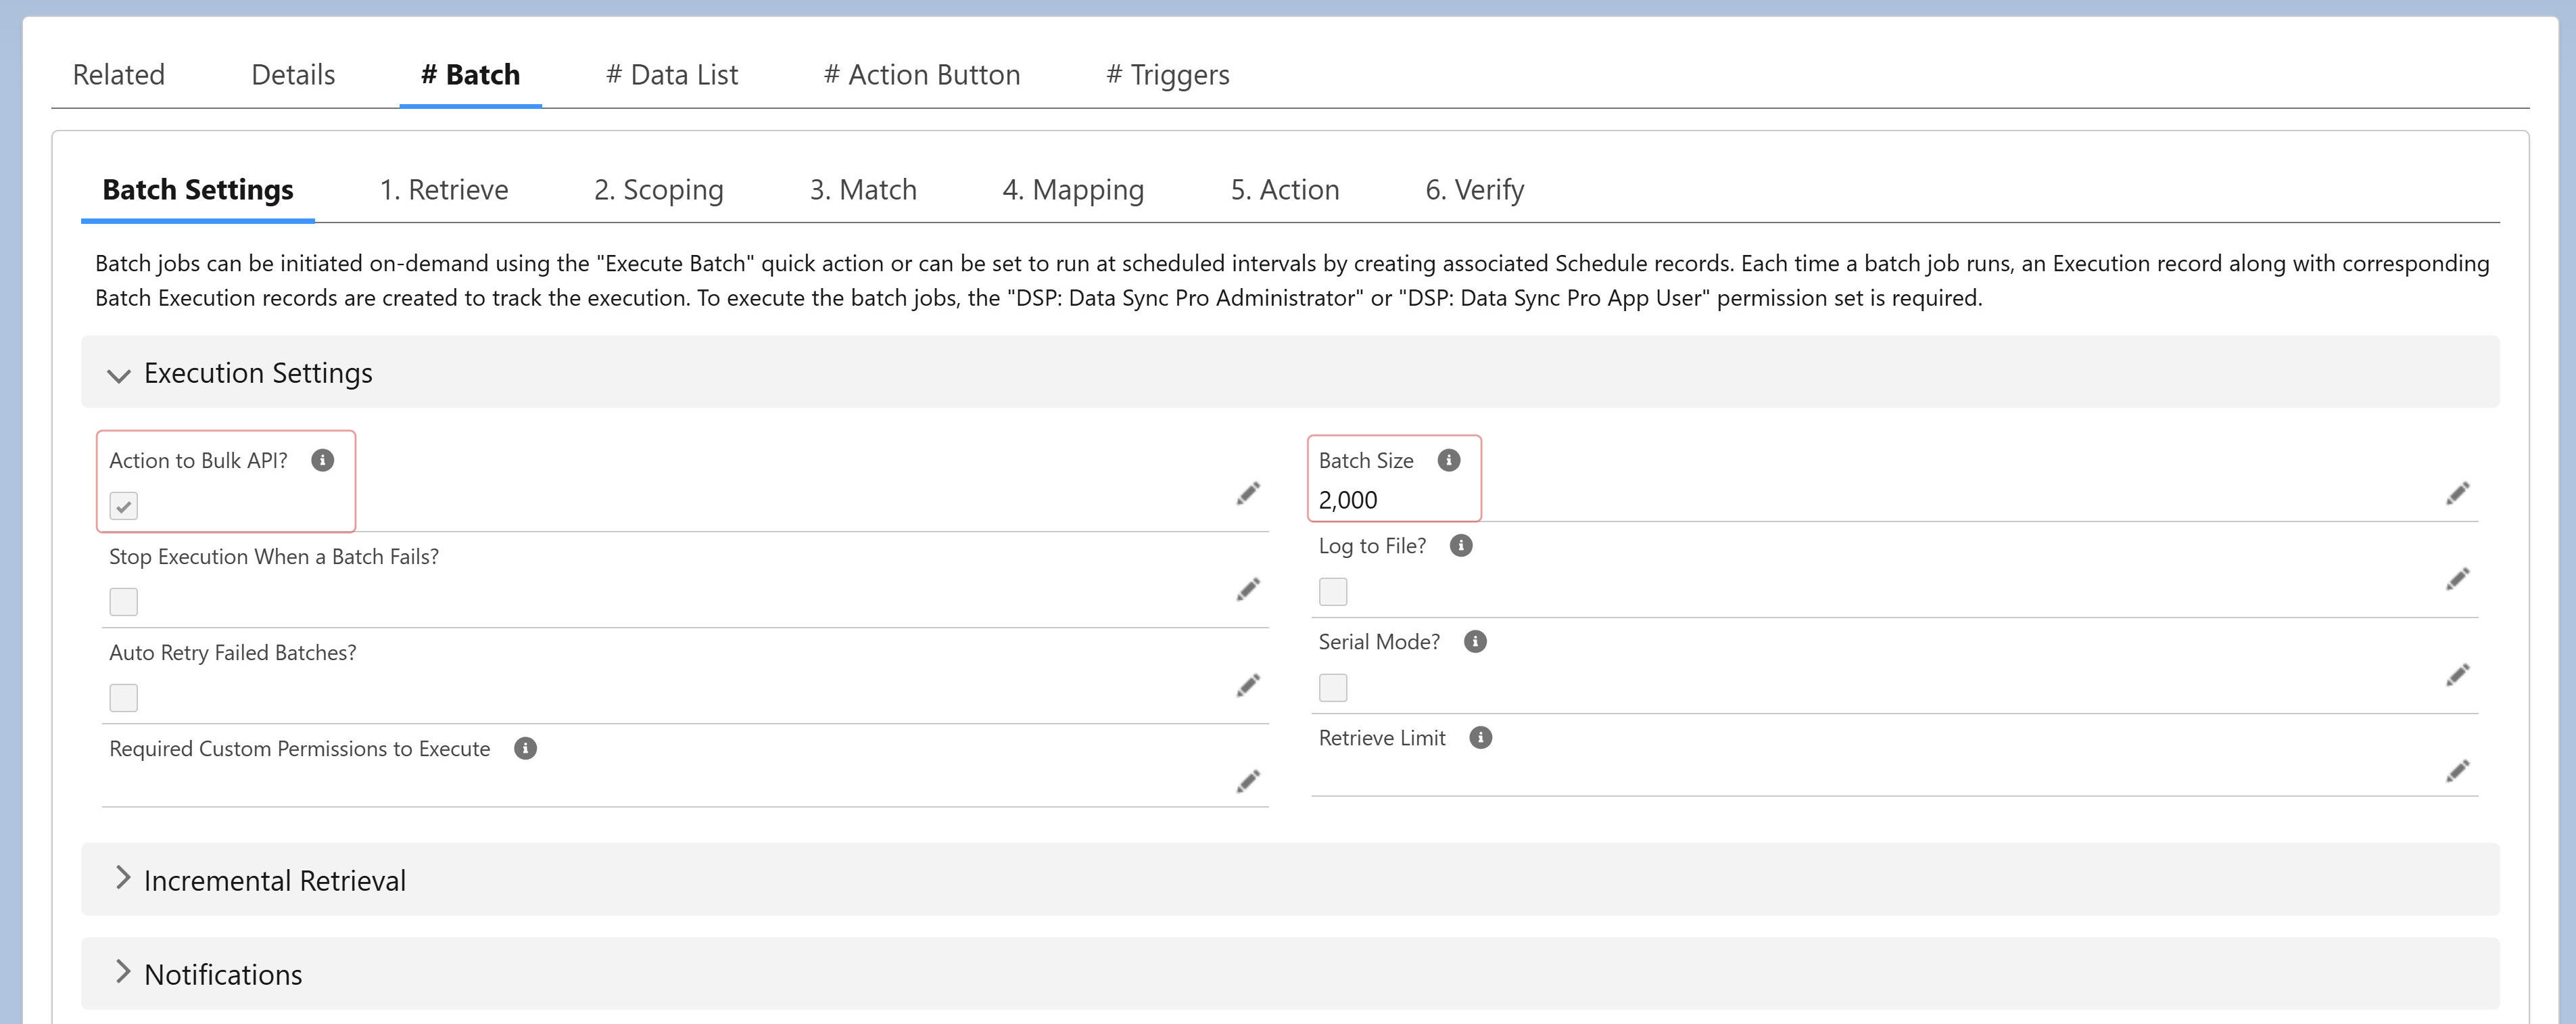 Related Details # Batch # Data List # Action Button # Triggers
Batch Settings 1. Retrieve 2. Scoping 3. Match 4. Mapping 5. Action 6. Verify
Batch jobs can be initiated on-demand using the "Execute Batch" quick action or can be set to run at scheduled intervals by creating associated Schedule records. Each time a batch job runs, an Execution record along with corresponding
Batch Execution records are created to track the execution. To execute the batch jobs, the "DSP: Data Sync Pro Administrator" or "DSP: Data Sync Pro App User" permission set is required.
Execution Settings
Action to Bulk API?
Batch Size
2,000
Stop Execution When a Batch Fails?
Log to File?
Auto Retry Failed Batches?
Serial Mode?
Required Custom Permissions to Execute
Retrieve Limit
Incremental Retrieval
Notifications